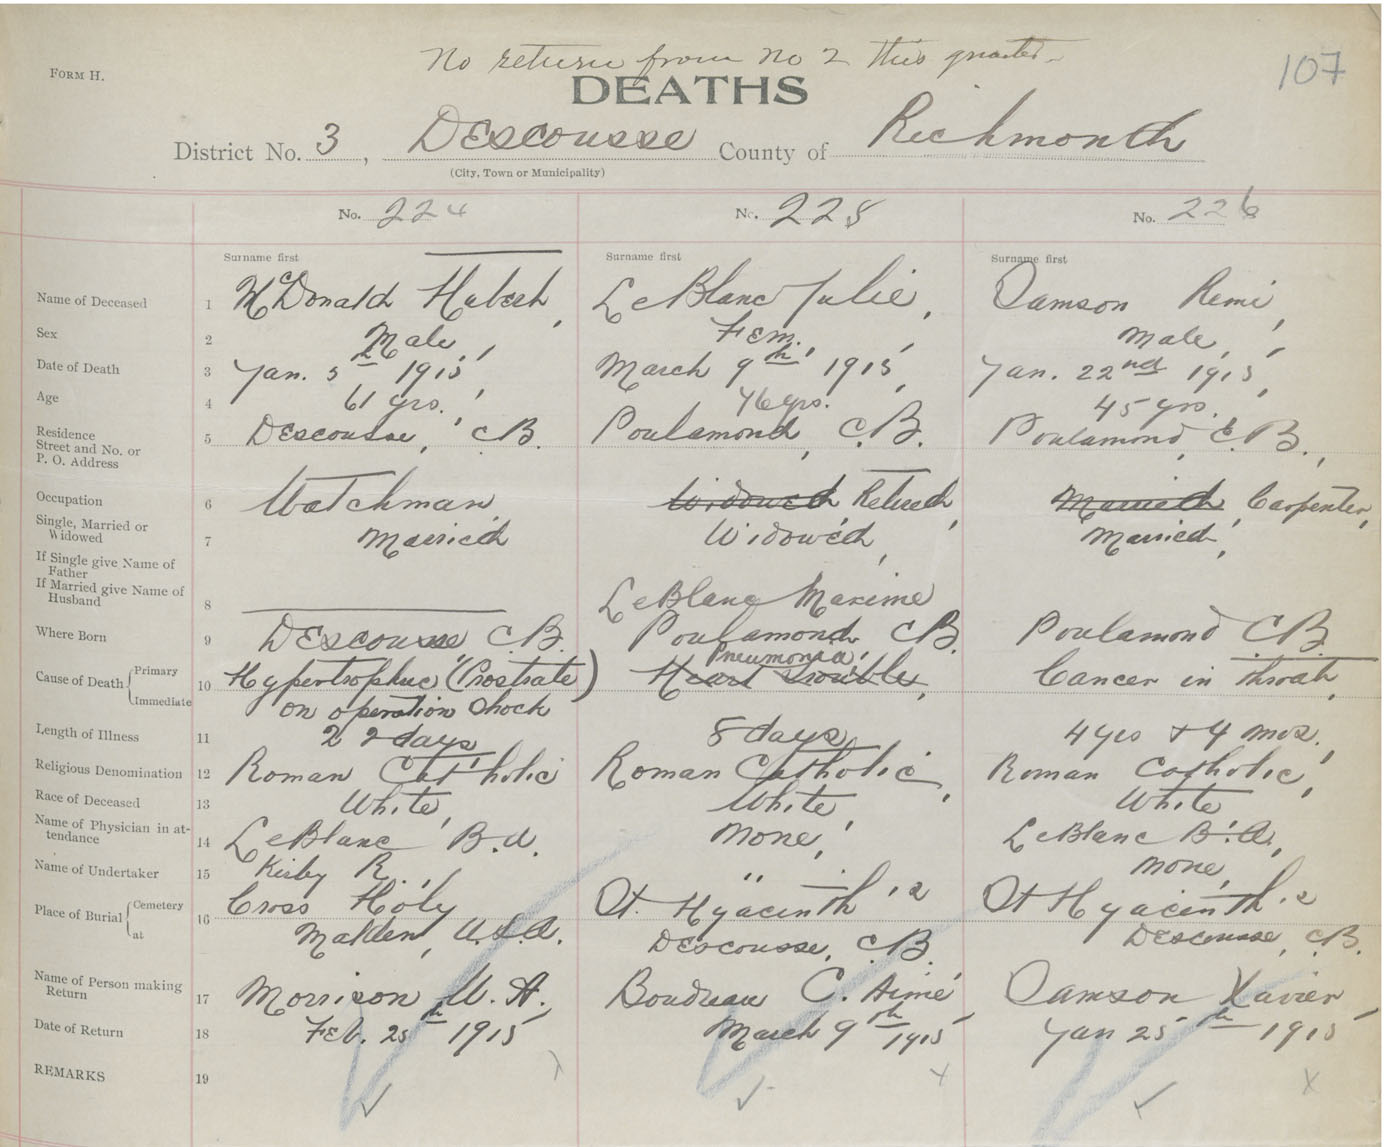 No return from No 2 this quarter
107
FORM H.
DEATHS
District No. 3, Descousse County of Richmond
(City, Town or Municipality)
No. 224 No. 225 No. 226
Surname first Surname first Surname first
Name of Deceased 1 McDonald Hubert, LeBlanc Julie, Samson Remi,
Sex 2 Male, Fem. Male,
Date of Death 3 Jan. 5th 1915 March 9th 1915, Jan. 22nd 1915,
Age 4 61 yrs. 76 yrs. 45 yrs.
Residence
Street and No. or
P. O. Address
5 Descousse, C.B. Poulamond, C.B. Poulamond, C.B.,
Occupation 6 Watchman, Widowed Retired, Married, Carpenter,
Single, Married or
Widowed
7 Married Widowed, Married,
If Single give Name of
Father
If Married give Name of
Husband
8 LeBlanc Maxime
Where Born 9 Descousse C.B. Poulamond C.B. Poulamond C.B.
Cause of Death { Primary Immediate 10 Hypertrophuc (Prostrate) Pneumonia, Heart Trouble, Cancer in throat,
on operation Shock
Length of Illness 11 22 days 8 days 4 yrs + 4 mos.
Religious Denomination 12 Roman Catholic Roman Catholic, Roman Catholic,
Race of Deceased 13 White, White White
Name of Physician in at-
tendance
14 LeBlanc B.A. None, LeBlanc B.A,
Name of Undertaker 15 Kirby R., " None,
Place of Burial { Cemetery at 16 Cross Holy St. Hyacinth's St Hyacinth's
Malden, U.S.A. Descousse, C.B. Descousse, C.B.
Name of Person making
Return
17 Morrison M. H. Boudreau C. Aimé Samson Xavier
Date of Return 18 Feb. 25th 1915 March 9th 1915 Jan 25th 1915
REMARKS 19